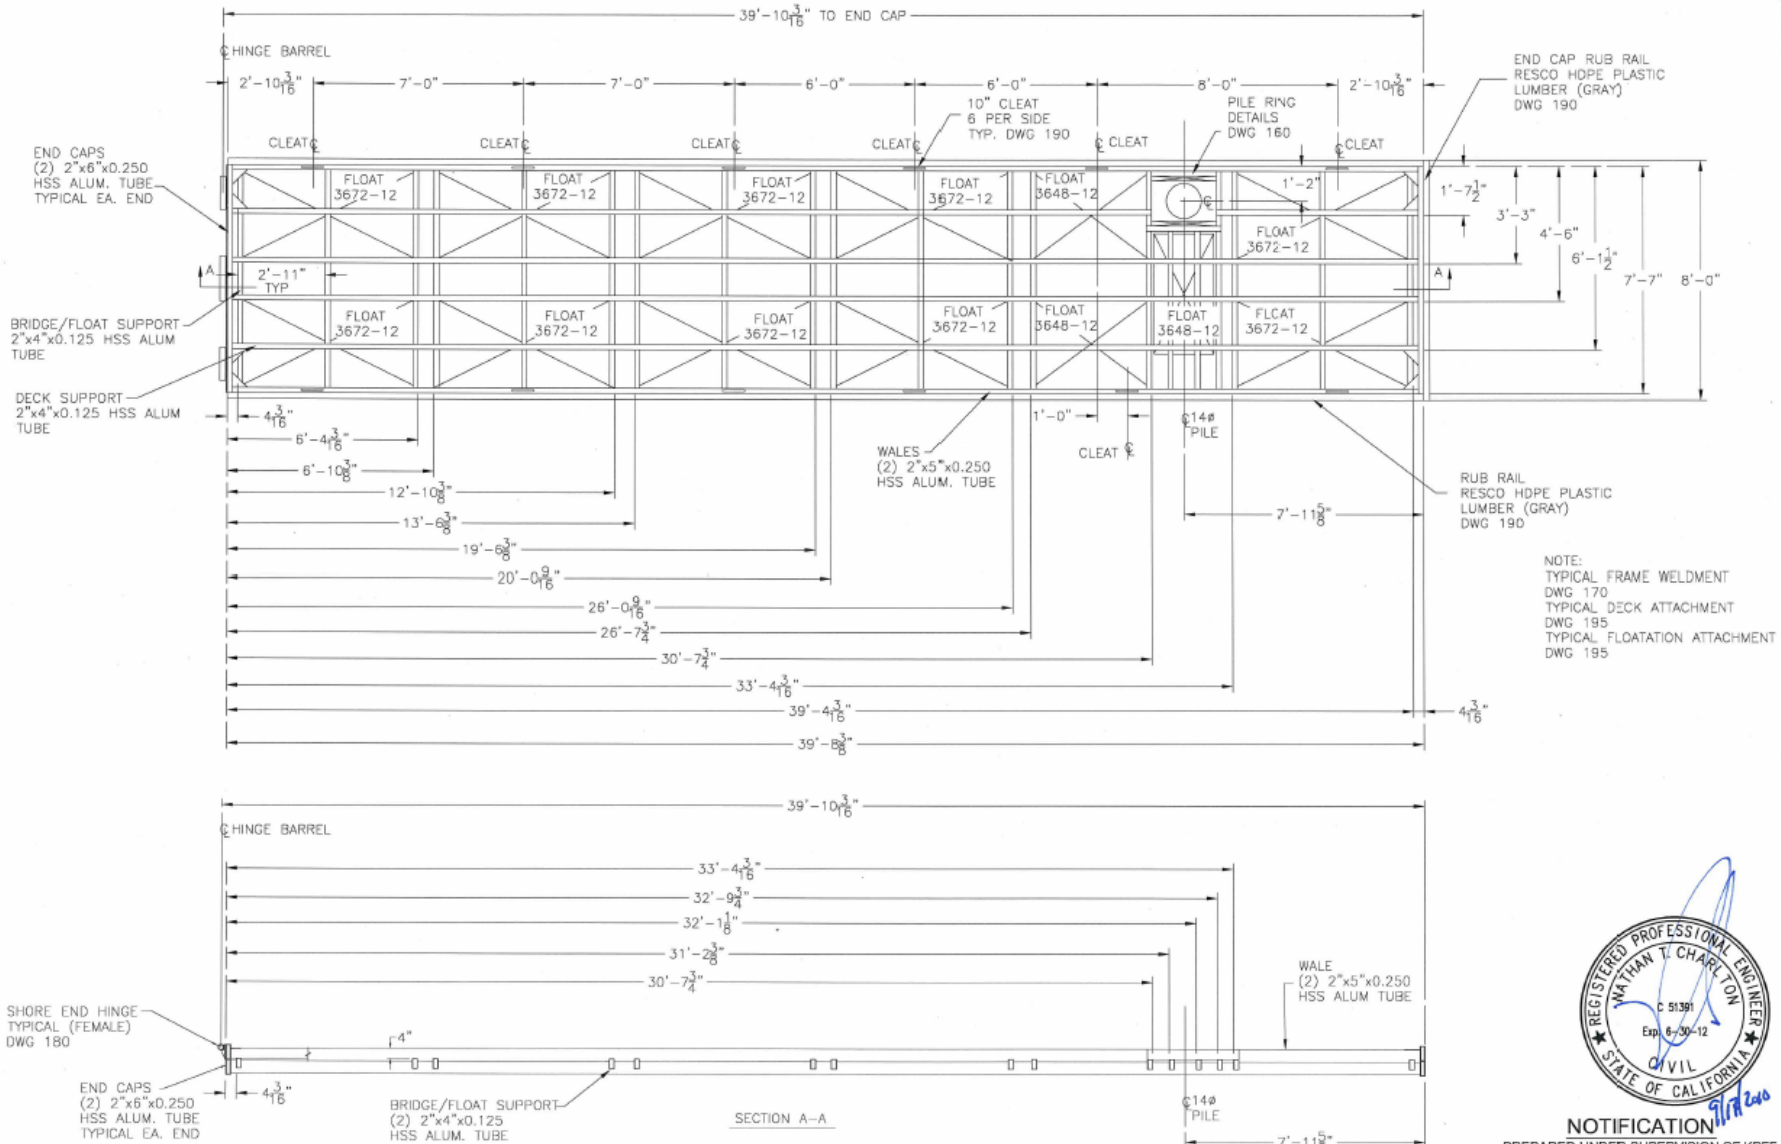 39'-10 3/16" TO END CAP
℄ HINGE BARREL
2'-10 3/16"
7'-0"
7'-0"
6'-0"
6'-0"
8'-0"
2'-10 3/16"
END CAP RUB RAIL
RESCO HDPE PLASTIC
LUMBER (GRAY)
DWG 190
10" CLEAT
6 PER SIDE
TYP. DWG 190
PILE RING
DETAILS
DWG 160
CLEAT ℄
CLEAT ℄
CLEAT ℄
CLEAT ℄
℄ CLEAT
℄ CLEAT
END CAPS
(2) 2"x6"x0.250
HSS ALUM. TUBE
TYPICAL EA. END
FLOAT
3672-12
FLOAT
3672-12
FLOAT
3672-12
FLOAT
3672-12
FLOAT
3648-12
1'-2"
℄
FLOAT
3672-12
1'-7 1/2"
3'-3"
4'-6"
6'-1 1/2"
7'-7"
8'-0"
A
2'-11"
TYP
A
BRIDGE/FLOAT SUPPORT
2"x4"x0.125 HSS ALUM
TUBE
FLOAT
3672-12
FLOAT
3672-12
FLOAT
3672-12
FLOAT
3672-12
FLOAT
3648-12
FLOAT
3648-12
FLCAT
3672-12
DECK SUPPORT
2"x4"x0.125 HSS ALUM
TUBE
4 3/16"
6'-4 3/16"
6'-10 3/8"
12'-10 3/8"
13'-6 3/8"
19'-6 3/8"
20'-0 9/16"
26'-0 9/16"
26'-7 3/4"
30'-7 3/4"
33'-4 3/16"
39'-4 3/16"
4 3/16"
39'-8 3/8"
WALES
(2) 2"x5"x0.250
HSS ALUM. TUBE
1'-0"
CLEAT ℄
℄ 14ø
PILE
7'-11 5/8"
RUB RAIL
RESCO HDPE PLASTIC
LUMBER (GRAY)
DWG 190
NOTE:
TYPICAL FRAME WELDMENT
DWG 170
TYPICAL DECK ATTACHMENT
DWG 195
TYPICAL FLOATATION ATTACHMENT
DWG 195
39'-10 3/16"
℄ HINGE BARREL
33'-4 3/16"
32'-9 3/4"
32'-1 1/8"
31'-2 3/8"
30'-7 3/4"
SHORE END HINGE
TYPICAL (FEMALE)
DWG 180
4"
WALE
(2) 2"x5"x0.250
HSS ALUM TUBE
END CAPS
(2) 2"x6"x0.250
HSS ALUM. TUBE
TYPICAL EA. END
4 3/16"
BRIDGE/FLOAT SUPPORT
(2) 2"x4"x0.125
HSS ALUM. TUBE
SECTION A-A
℄ 14ø
PILE
7'-11 5/8"
REGISTERED PROFESSIONAL ENGINEER
NATHAN T. CHARLTON
C 51391
Exp. 6-30-12
CIVIL
STATE OF CALIFORNIA
9/17/2010
NOTIFICATION
PREPARED UNDER SUPERVISION OF